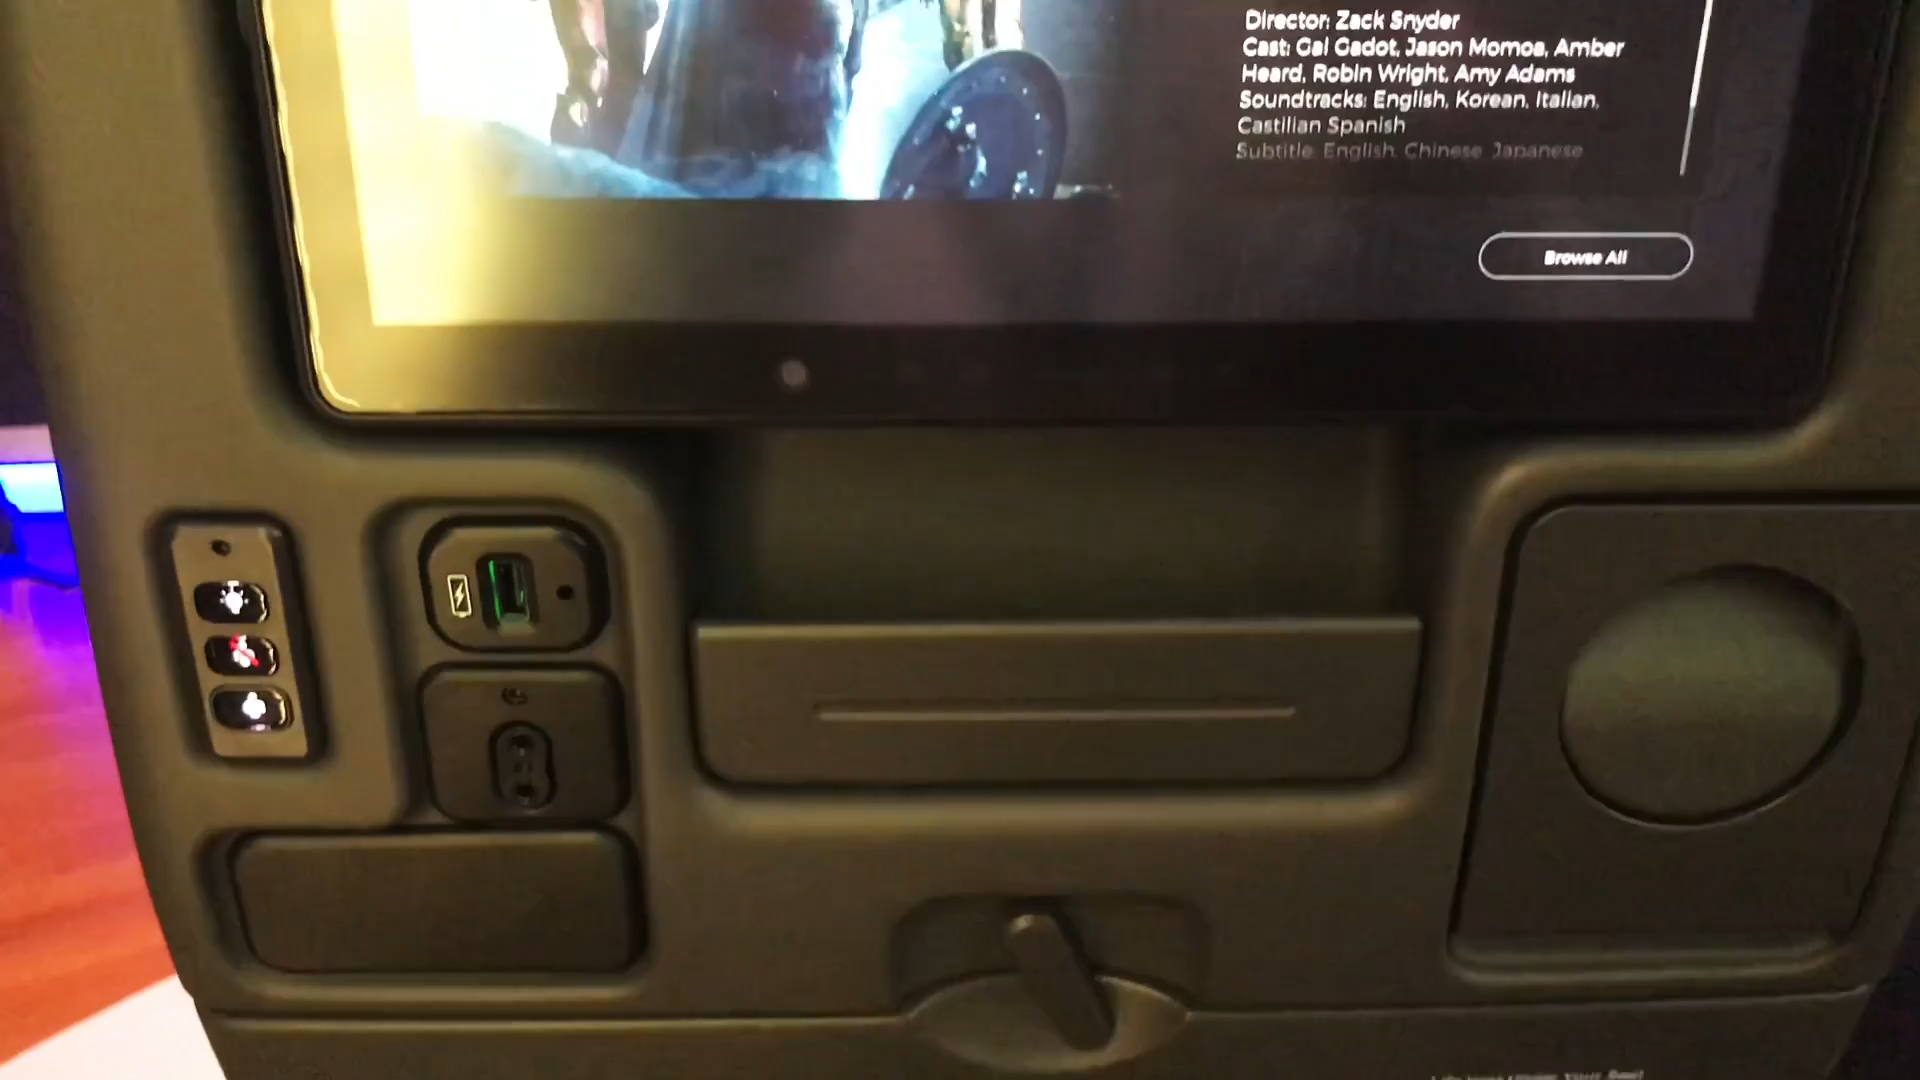 Director: Zack Snyder
Cast: Gal Gadot, Jason Momoa, Amber
Heard, Robin Wright, Amy Adams
Soundtracks: English, Korean, Italian,
Castilian Spanish
Subtitle: English, Chinese, Japanese
Browse All